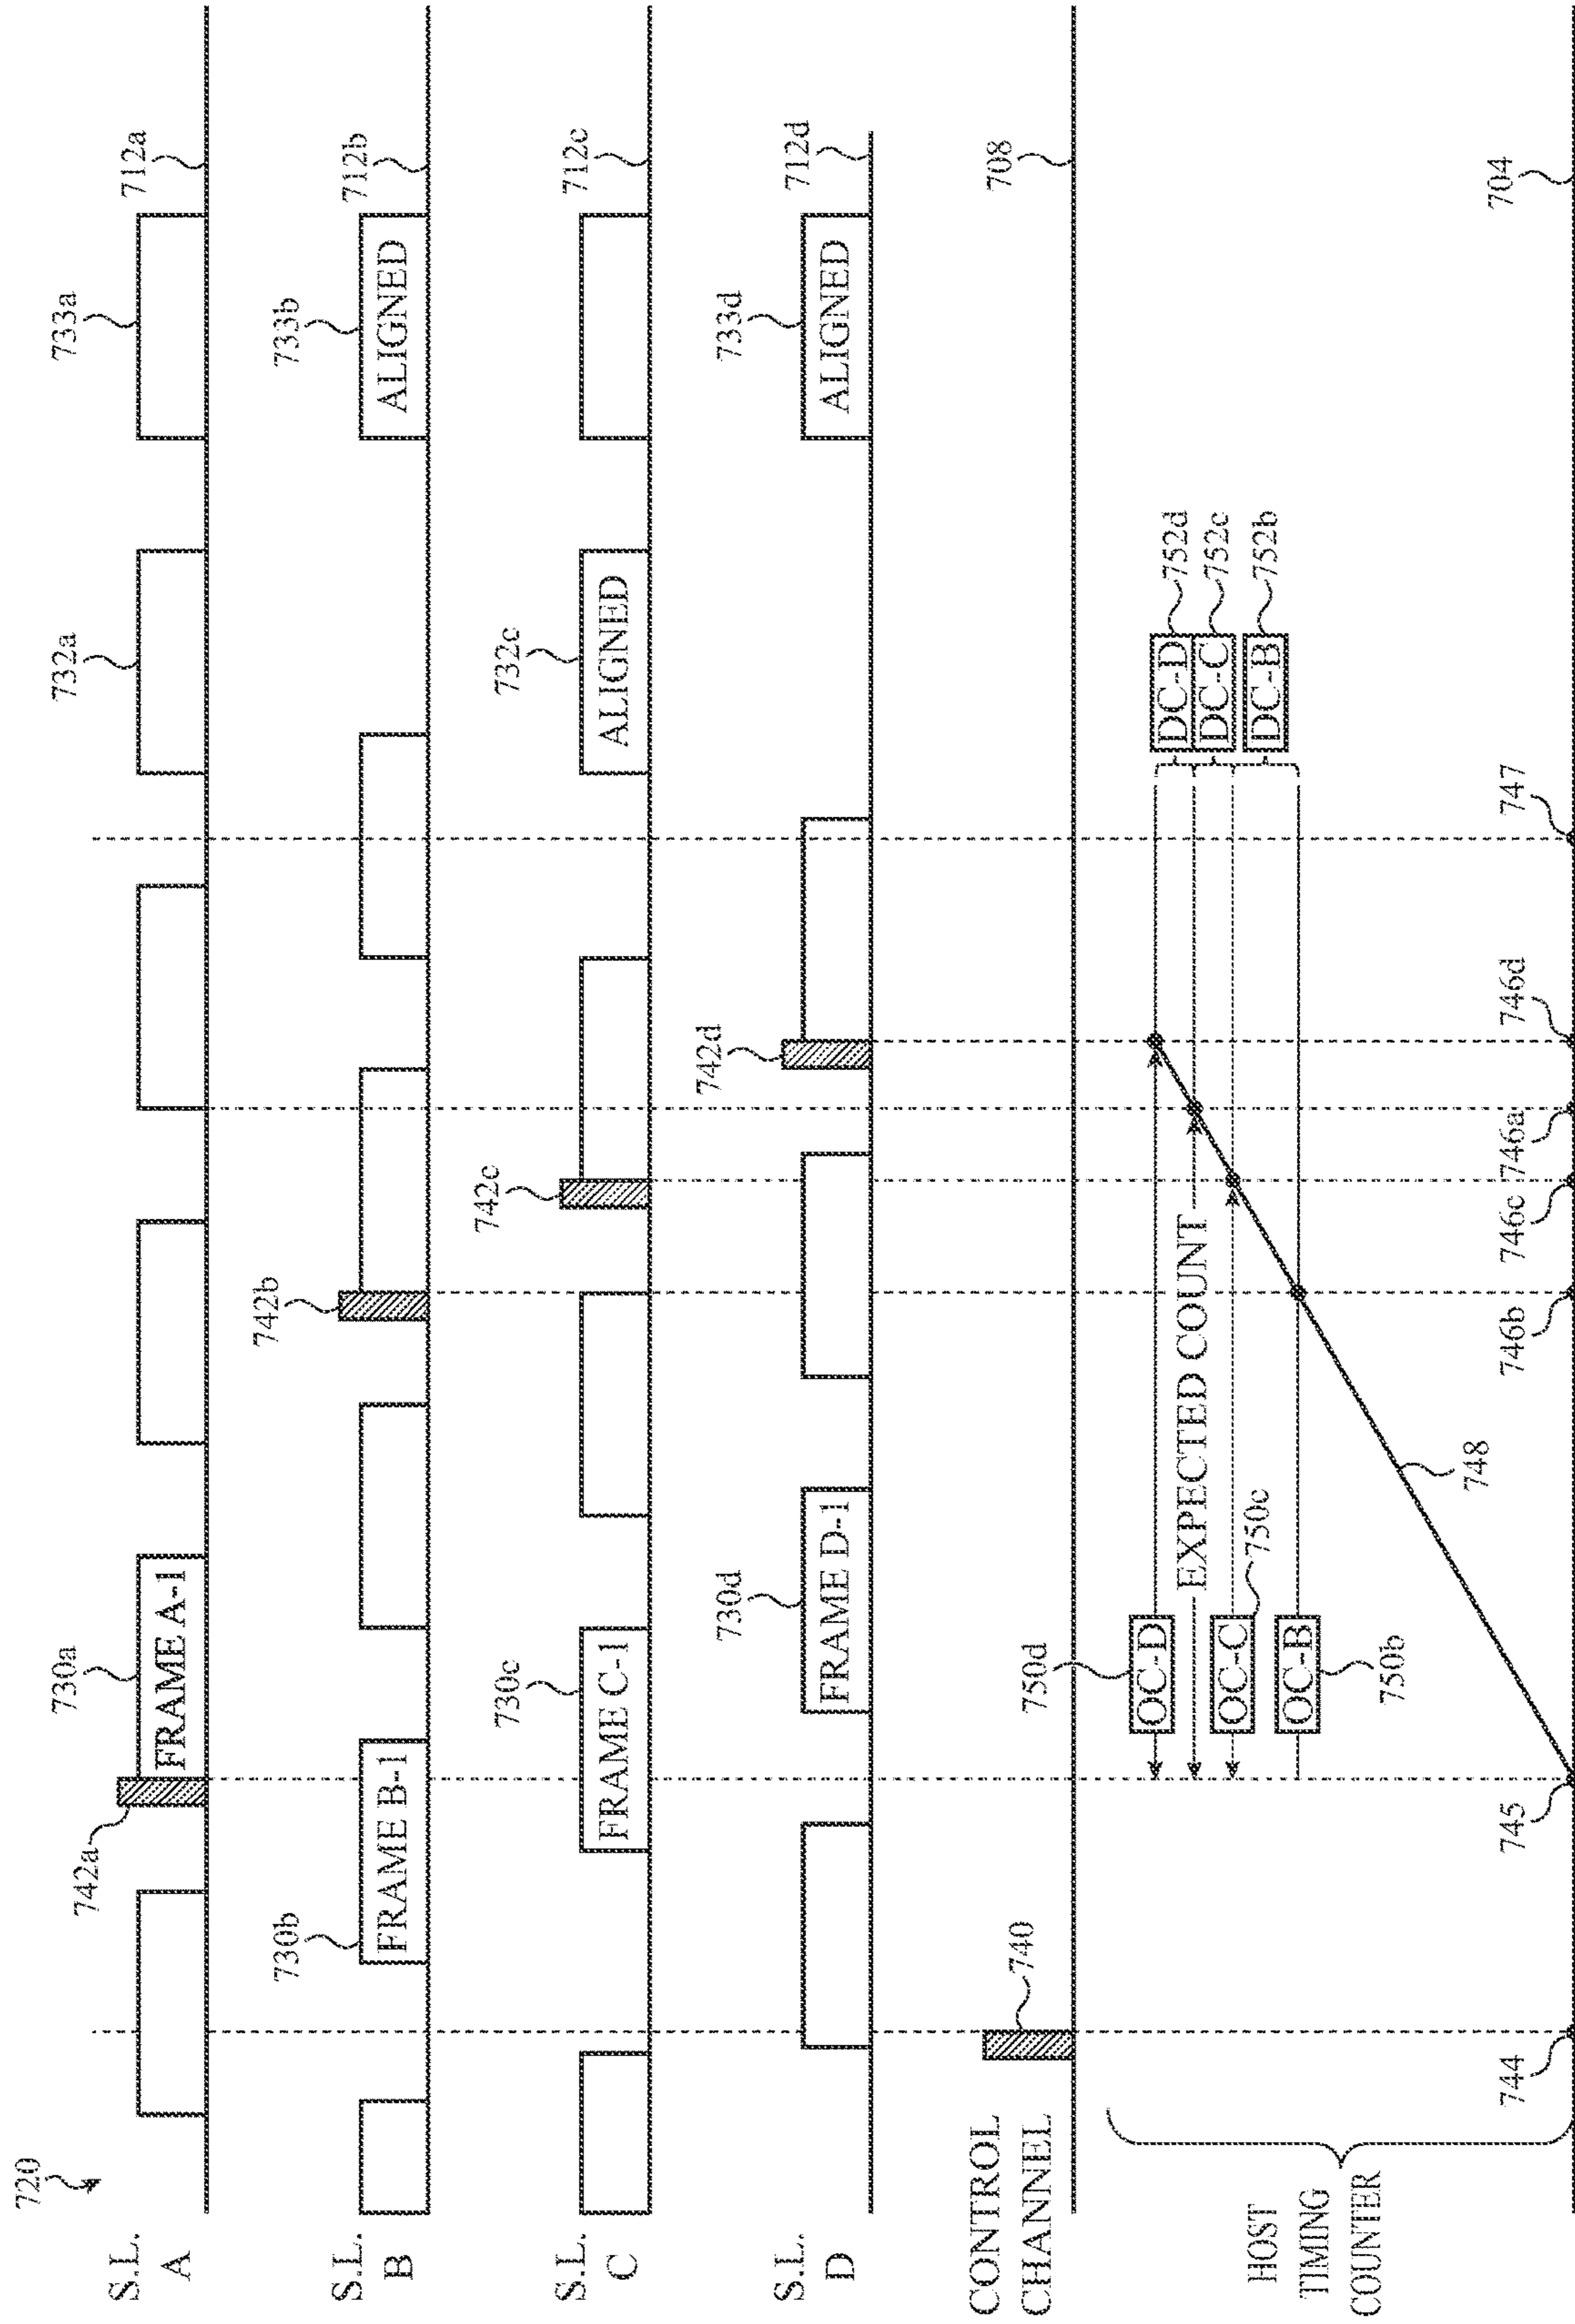 720
S.L.
A
742a
730a
FRAME A-1
732a
733a
712a
S.L.
B
730b
FRAME B-1
742b
733b
ALIGNED
712b
S.L.
C
730c
FRAME C-1
742c
732c
ALIGNED
712c
S.L.
D
730d
FRAME D-1
742d
733d
ALIGNED
712d
CONTROL
CHANNEL
740
708
HOST
TIMING
COUNTER
750d
OC-D
EXPECTED COUNT
OC-C
750c
OC-B
750b
748
DC-D
752d
DC-C
752c
DC-B
752b
744
745
746b
746c
746a
746d
747
704